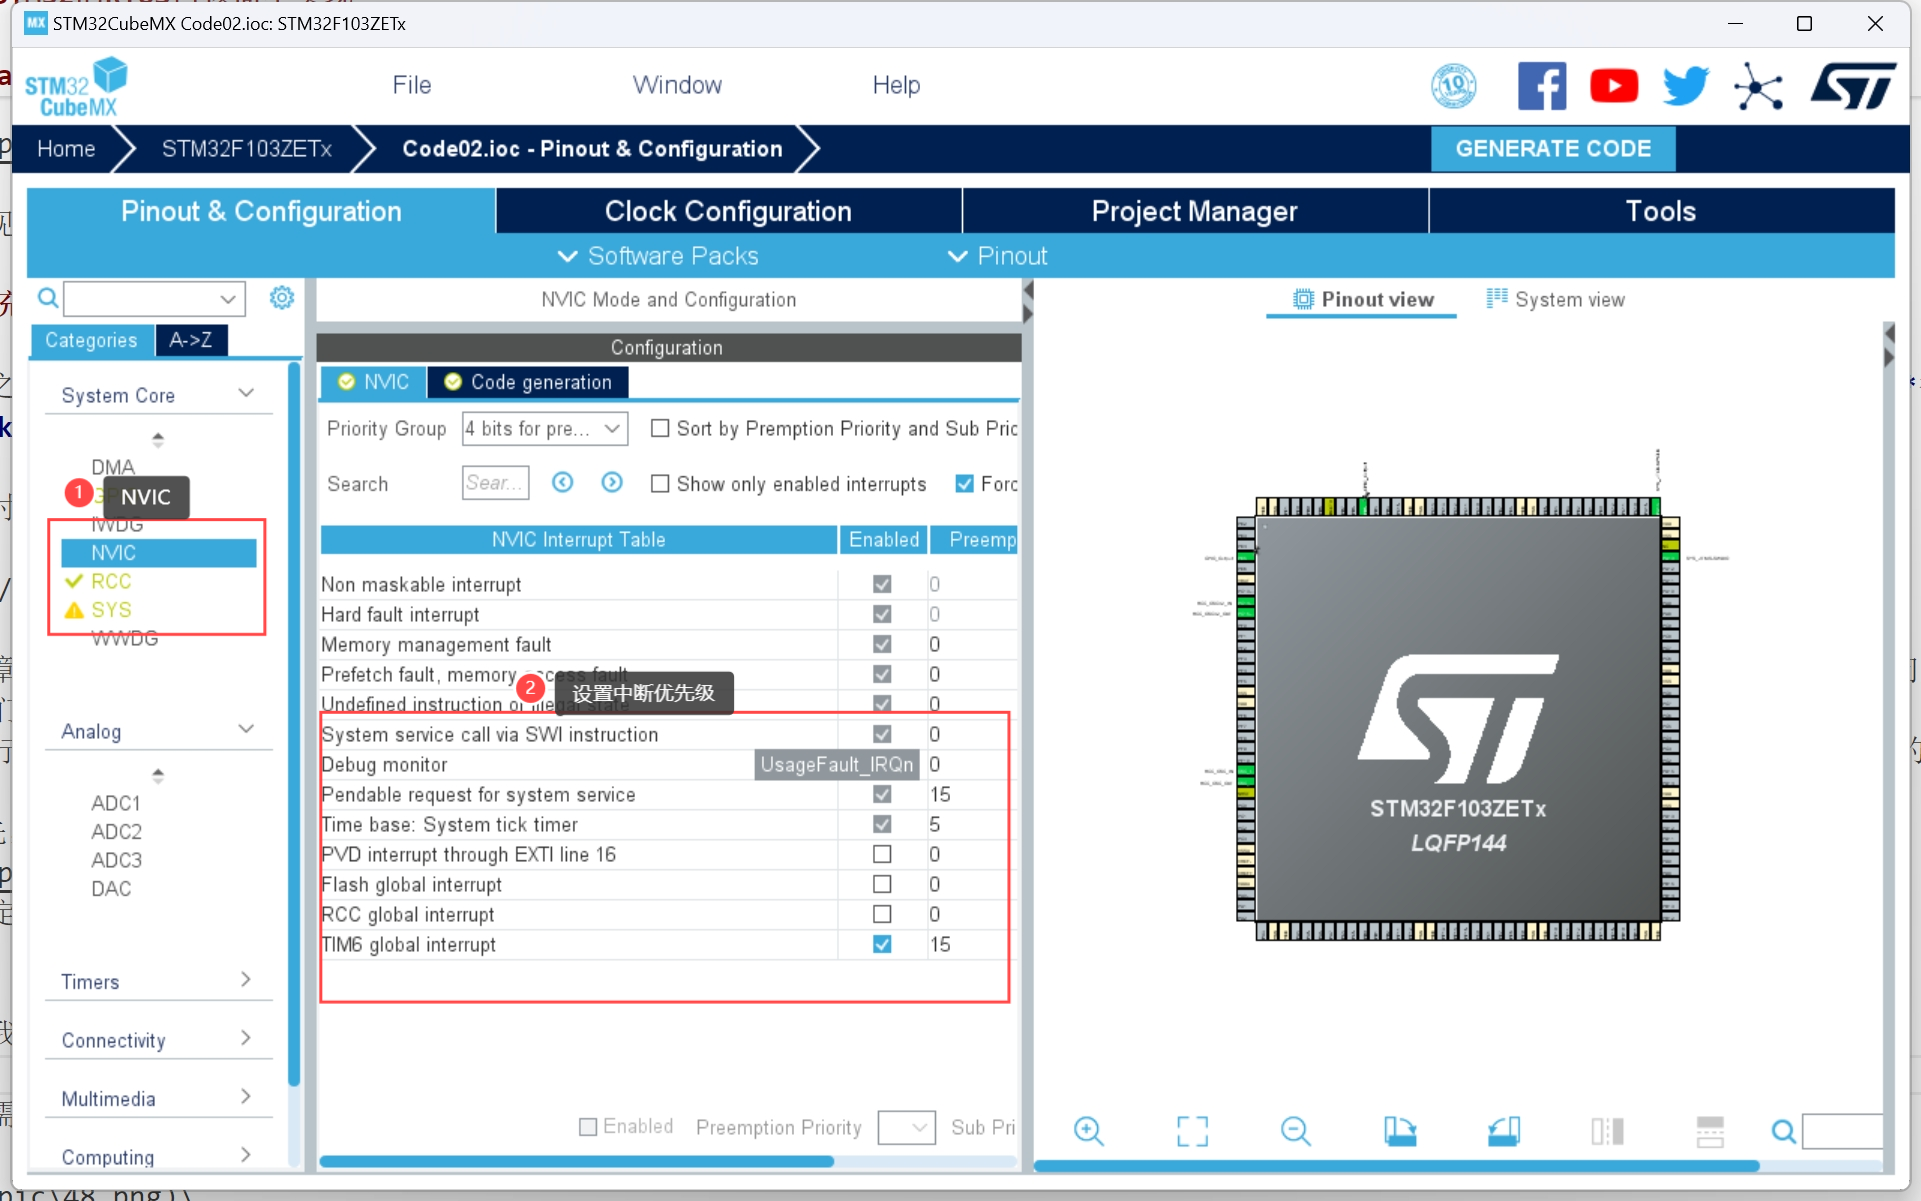 STM32CubeMX Code02.ioc: STM32F103ZETx
STM32
CubeMX
File
Window
Help
10
Home
STM32F103ZETx
Code02.ioc - Pinout & Configuration
GENERATE CODE
Pinout & Configuration
Clock Configuration
Project Manager
Tools
Software Packs
Pinout
NVIC Mode and Configuration
Pinout view
System view
Categories
A->Z
Configuration
NVIC
Code generation
System Core
Priority Group
4 bits for pre...
Sort by Premption Priority and Sub Pric
DMA
Search
Sear...
Show only enabled interrupts
Forc
1
NVIC
IWDG
NVIC
RCC
SYS
WWDG
NVIC Interrupt Table
Enabled
Preemp
Non maskable interrupt
0
Hard fault interrupt
0
Memory management fault
0
Prefetch fault, memory access fault
0
2
设置中断优先级
Undefined instruction or illegal state
0
System service call via SWI instruction
0
Debug monitor
UsageFault_IRQn
0
Pendable request for system service
15
Time base: System tick timer
5
PVD interrupt through EXTI line 16
0
Flash global interrupt
0
RCC global interrupt
0
TIM6 global interrupt
15
Analog
ADC1
ADC2
ADC3
DAC
Timers
Connectivity
Multimedia
Computing
Enabled
Preemption Priority
Sub Pri
STM32F103ZETx
LQFP144
pic\48.png)\